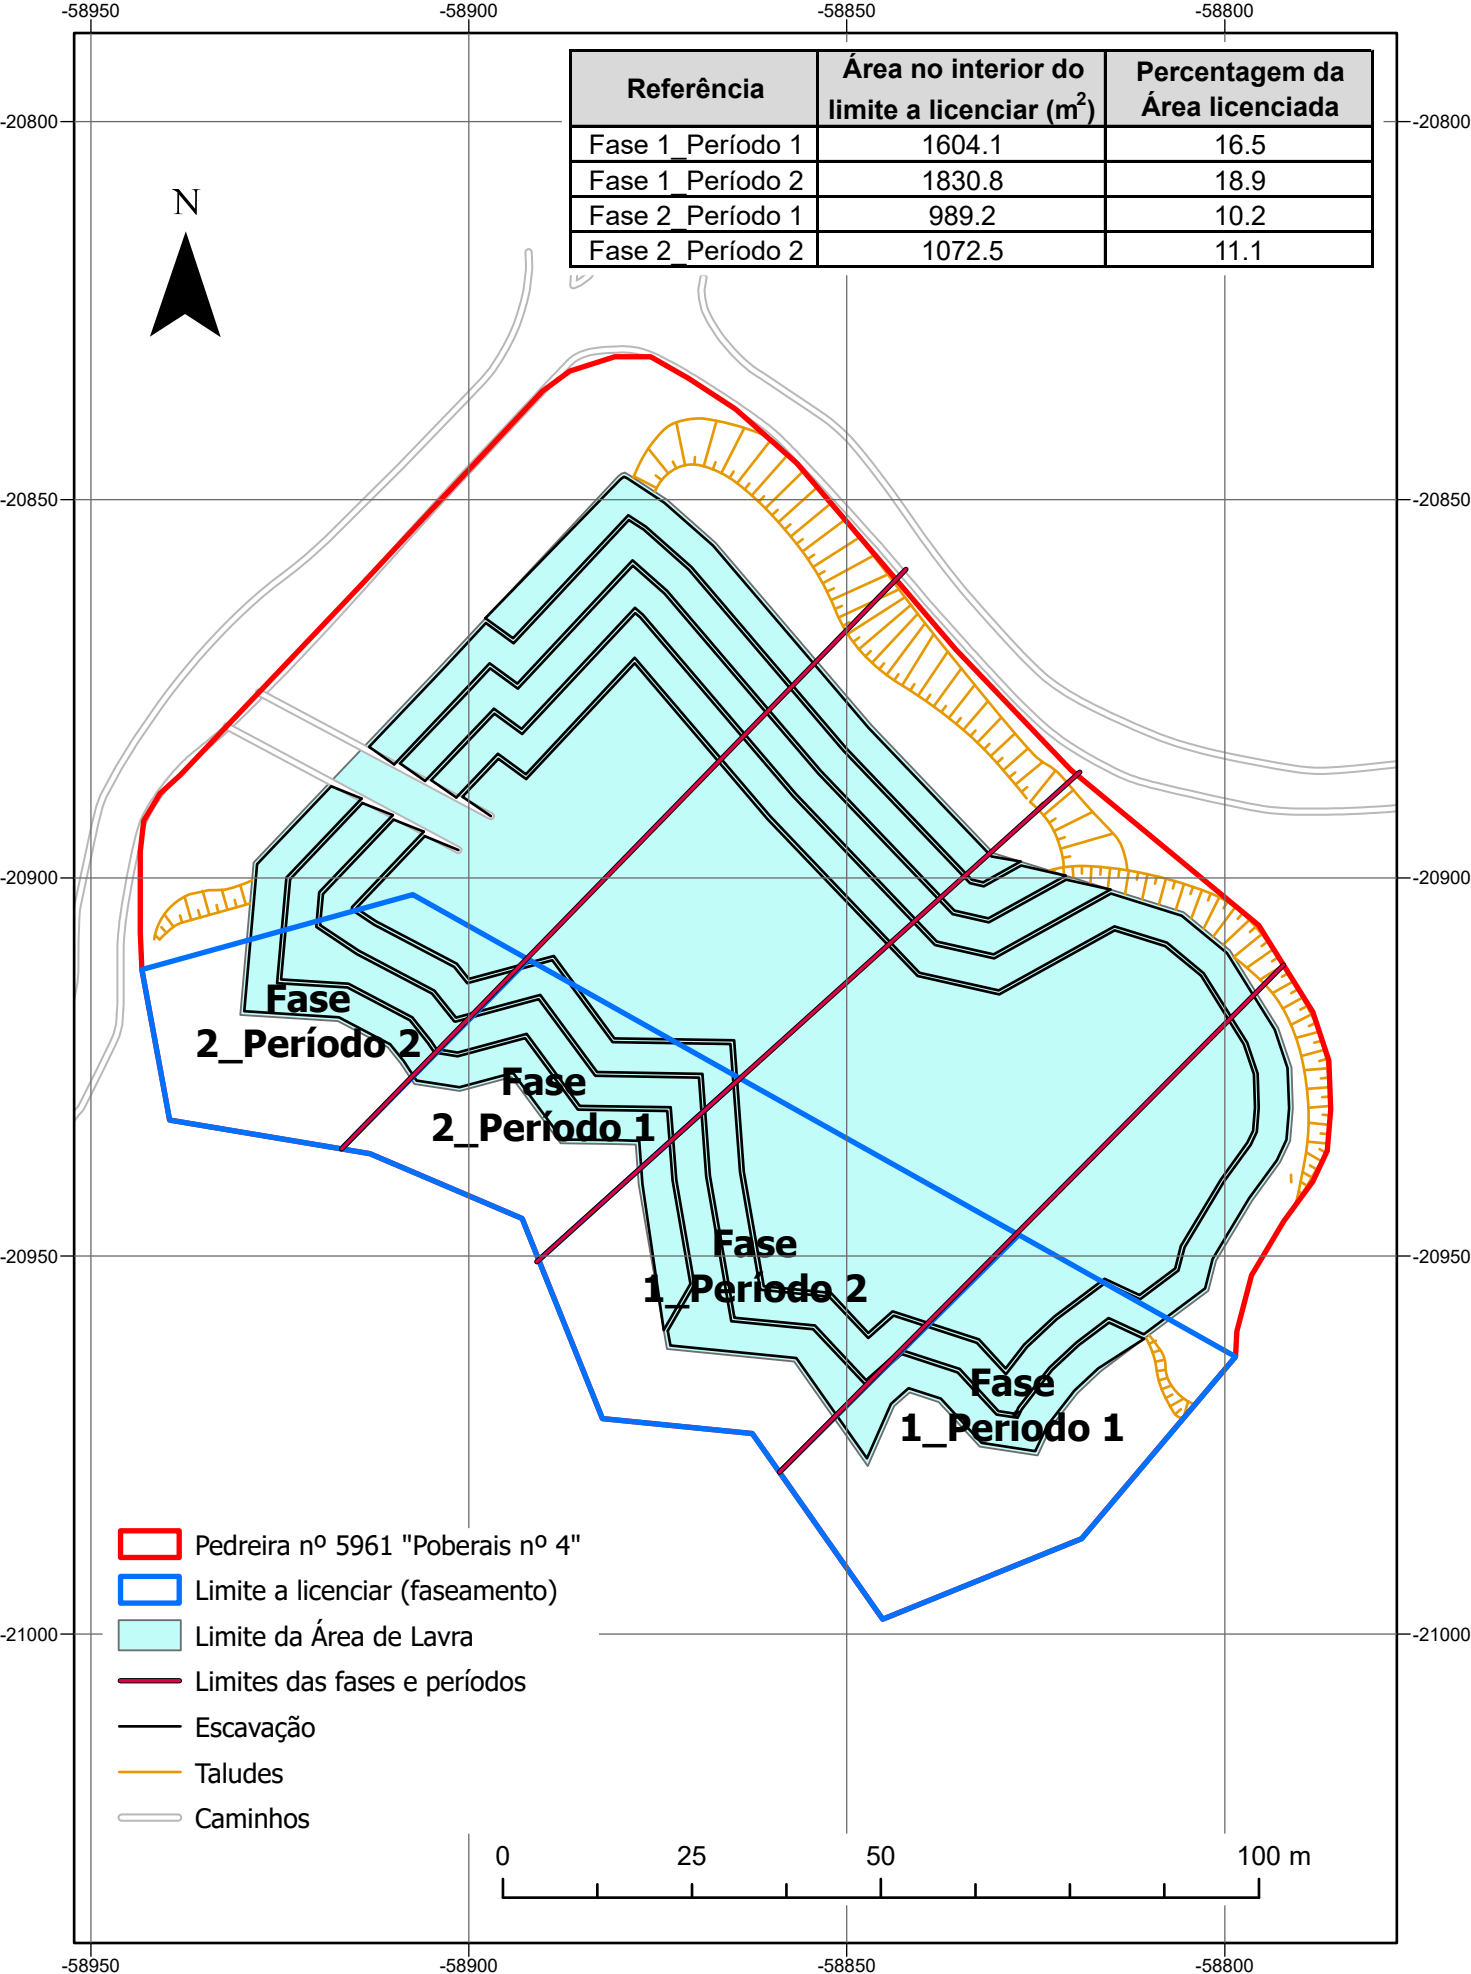 -58950 -58900 -58850 -58800
Referência
Área no interior do
limite a licenciar (m²)
Percentagem da
Área licenciada
Fase 1_Período 1 1604.1 16.5
Fase 1_Período 2 1830.8 18.9
Fase 2_Período 1 989.2 10.2
Fase 2_Período 2 1072.5 11.1
-20800 -20800
N
-20850 -20850
-20900 -20900
Fase
2_Período 2
Fase
2_Período 1
-20950 -20950
Fase
1_Período 2
Fase
1_Período 1
Pedreira nº 5961 "Poberais nº 4"
Limite a licenciar (faseamento)
Limite da Área de Lavra
-21000 -21000
Limites das fases e períodos
Escavação
Taludes
Caminhos
0 25 50 100 m
-58950 -58900 -58850 -58800